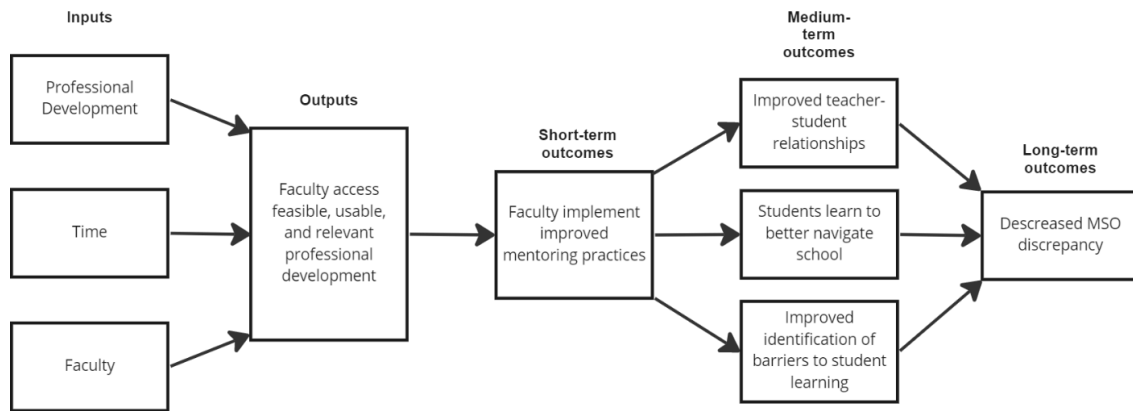 Inputs
Professional
Development
Time
Faculty
Outputs
Faculty access
feasible, usable,
and relevant
professional
development
Short-term
outcomes
Faculty implement
improved
mentoring practices
Medium-
term
outcomes
Improved teacher-
student
relationships
Students learn to
better navigate
school
Improved
identification of
barriers to student
learning
Long-term
outcomes
Descreased MSO
discrepancy